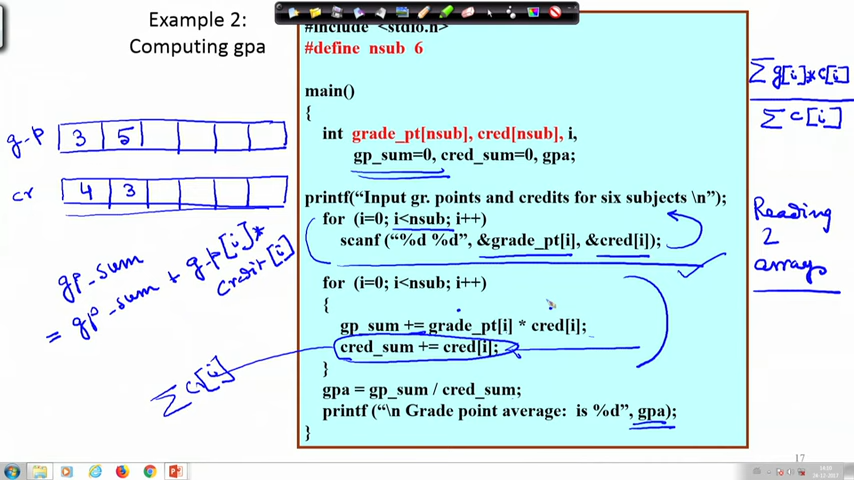 Example 2:
Computing gpa
#include <stdio.h>
#define nsub 6
main()
{
int grade_pt[nsub], cred[nsub], i,
gp_sum=0, cred_sum=0, gpa;
printf("Input gr. points and credits for six subjects \n");
for (i=0; i<nsub; i++)
scanf ("%d %d", &grade_pt[i], &cred[i]);
for (i=0; i<nsub; i++)
{
gp_sum += grade_pt[i] * cred[i];
cred_sum += cred[i];
}
gpa = gp_sum / cred_sum;
printf ("\n Grade point average: is %d", gpa);
}
g-p 3 5
cr 4 3
gp_sum
= gp_sum + g-p[i]*
credit[i]
∑ cr[i]
∑ g[i]*c[i]
∑ c[i]
Reading
2
arrays
17